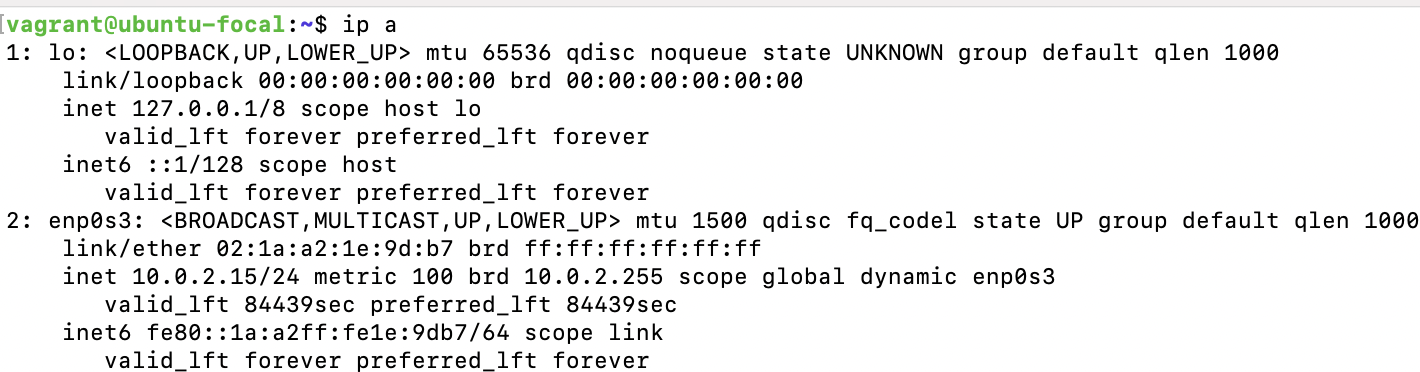 [vagrant@ubuntu-focal:~$ ip a
1: lo: <LOOPBACK,UP,LOWER_UP> mtu 65536 qdisc noqueue state UNKNOWN group default qlen 1000
    link/loopback 00:00:00:00:00:00 brd 00:00:00:00:00:00
    inet 127.0.0.1/8 scope host lo
       valid_lft forever preferred_lft forever
    inet6 ::1/128 scope host
       valid_lft forever preferred_lft forever
2: enp0s3: <BROADCAST,MULTICAST,UP,LOWER_UP> mtu 1500 qdisc fq_codel state UP group default qlen 1000
    link/ether 02:1a:a2:1e:9d:b7 brd ff:ff:ff:ff:ff:ff
    inet 10.0.2.15/24 metric 100 brd 10.0.2.255 scope global dynamic enp0s3
       valid_lft 84439sec preferred_lft 84439sec
    inet6 fe80::1a:a2ff:fe1e:9db7/64 scope link
       valid_lft forever preferred_lft forever